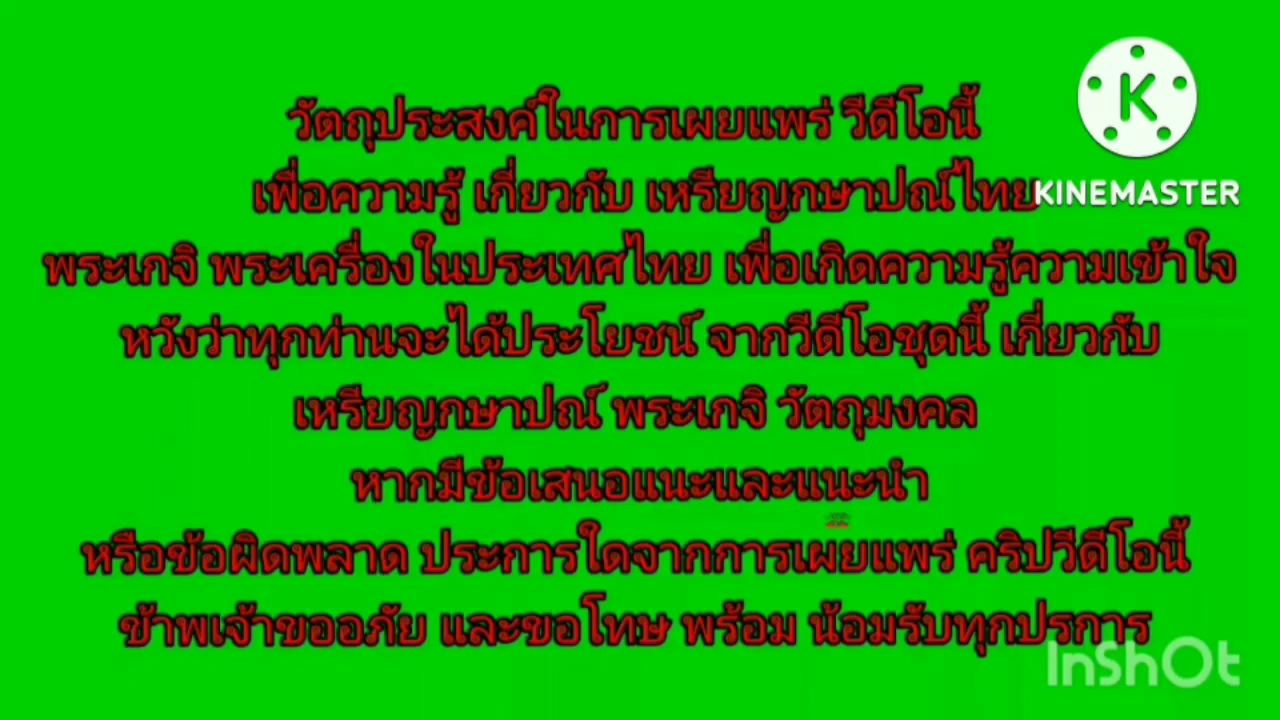 วัตถุประสงค์ในการเผยแพร่ วีดีโอนี้
เพื่อความรู้ เกี่ยวกับ เหรียญกษาปณ์ไทย
KINEMASTER
พระเกจิ พระเครื่องในประเทศไทย เพื่อเกิดความรู้ความเข้าใจ
หวังว่าทุกท่านจะได้ประโยชน์ จากวีดีโอชุดนี้ เกี่ยวกับ
เหรียญกษาปณ์ พระเกจิ วัตถุมงคล
หากมีข้อเสนอแนะและแนะนำ
หรือข้อผิดพลาด ประการใดจากการเผยแพร่ คริปวีดีโอนี้
ข้าพเจ้าขออภัย และขอโทษ พร้อม น้อมรับทุกปรการ
InShOt